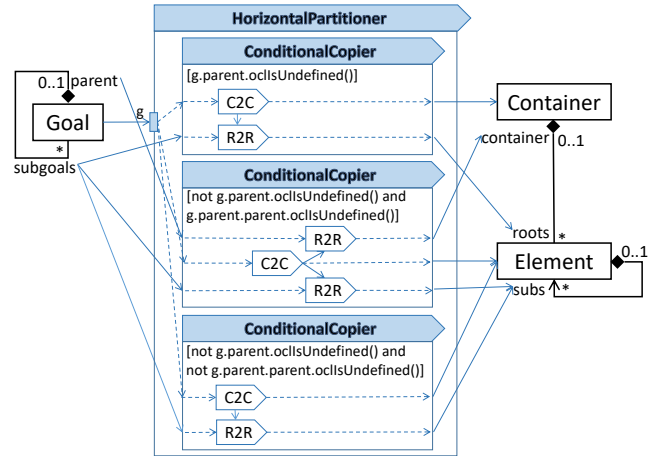 HorizontalPartitioner
ConditionalCopier
[g.parent.oclIsUndefined()]
C2C
R2R
0..1
parent
g
Goal
*
subgoals
Container
container
0..1
ConditionalCopier
[not g.parent.oclIsUndefined() and
g.parent.parent.oclIsUndefined()]
R2R
C2C
R2R
roots
*
Element
0..1
subs
*
ConditionalCopier
[not g.parent.oclIsUndefined() and
not g.parent.parent.oclIsUndefined()]
C2C
R2R